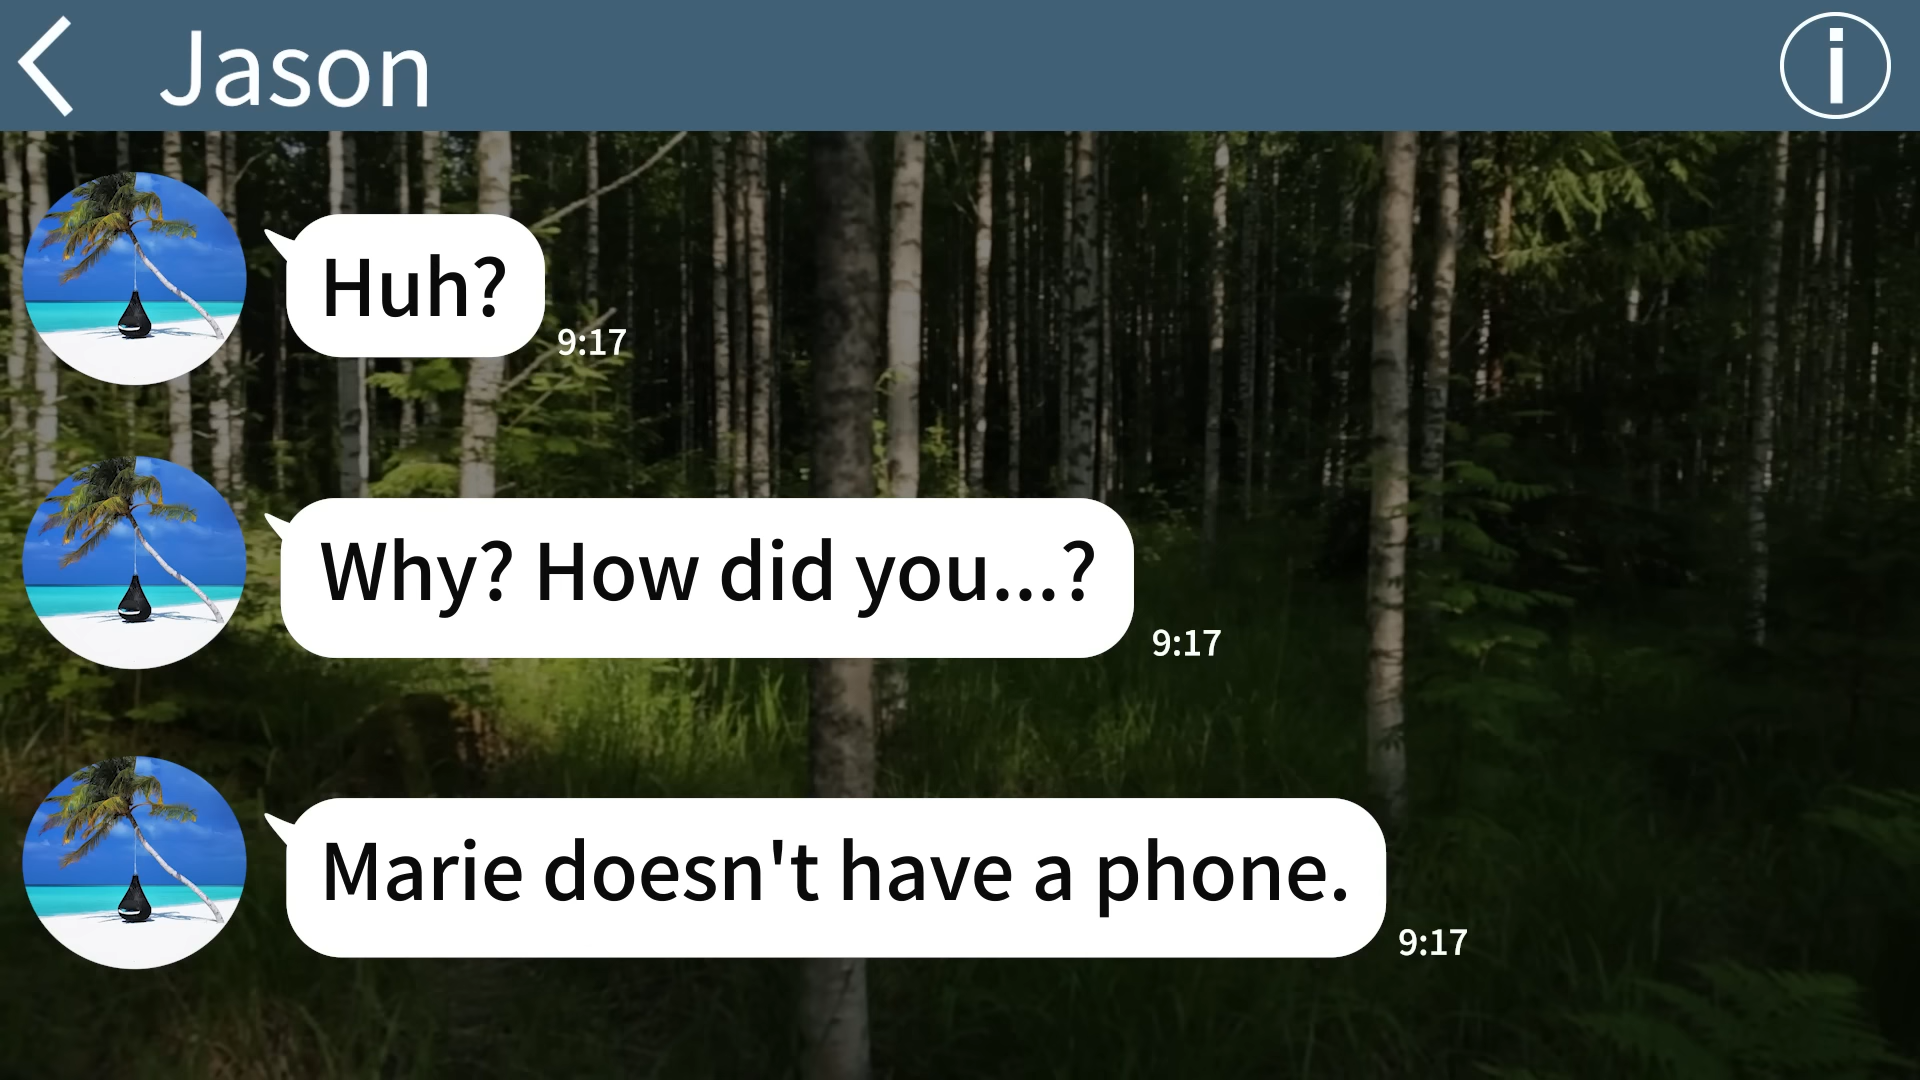 Jason
Huh?
9:17
Why? How did you...?
9:17
Marie doesn't have a phone.
9:17